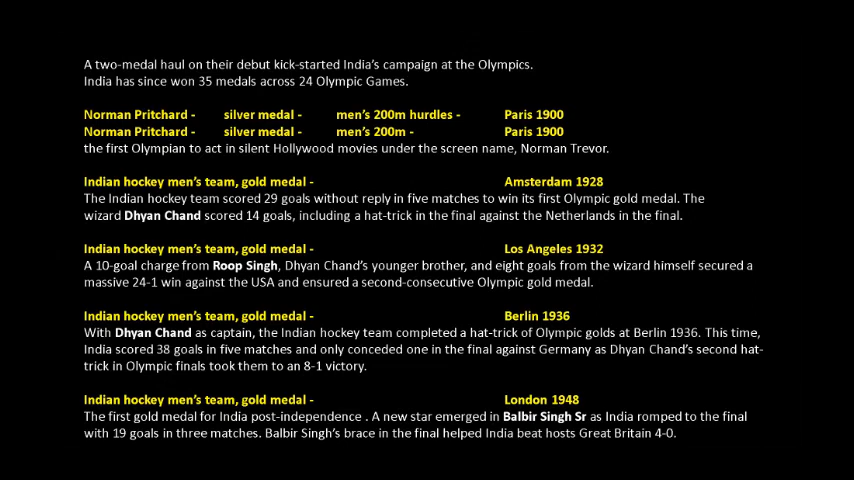 A two-medal haul on their debut kick-started India's campaign at the Olympics.
India has since won 35 medals across 24 Olympic Games.
Norman Pritchard - silver medal - men's 200m hurdles - Paris 1900
Norman Pritchard - silver medal - men's 200m - Paris 1900
the first Olympian to act in silent Hollywood movies under the screen name, Norman Trevor.
Indian hockey men's team, gold medal - Amsterdam 1928
The Indian hockey team scored 29 goals without reply in five matches to win its first Olympic gold medal. The
wizard Dhyan Chand scored 14 goals, including a hat-trick in the final against the Netherlands in the final.
Indian hockey men's team, gold medal - Los Angeles 1932
A 10-goal charge from Roop Singh, Dhyan Chand's younger brother, and eight goals from the wizard himself secured a
massive 24-1 win against the USA and ensured a second-consecutive Olympic gold medal.
Indian hockey men's team, gold medal - Berlin 1936
With Dhyan Chand as captain, the Indian hockey team completed a hat-trick of Olympic golds at Berlin 1936. This time,
India scored 38 goals in five matches and only conceded one in the final against Germany as Dhyan Chand's second hat-
trick in Olympic finals took them to an 8-1 victory.
Indian hockey men's team, gold medal - London 1948
The first gold medal for India post-independence . A new star emerged in Balbir Singh Sr as India romped to the final
with 19 goals in three matches. Balbir Singh's brace in the final helped India beat hosts Great Britain 4-0.